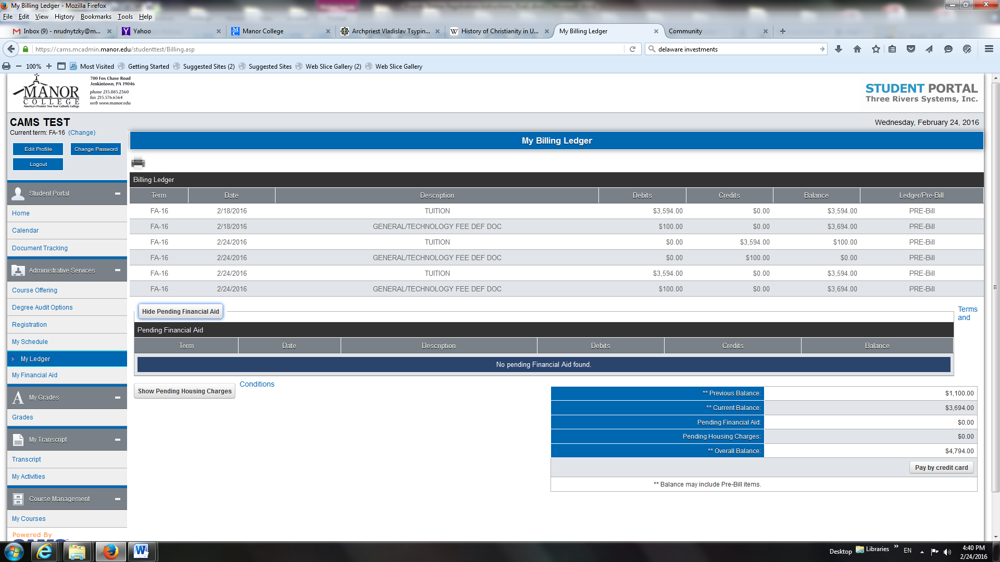 My Billing Ledger - Mozilla Firefox
File Edit View History Bookmarks Tools Help
Inbox (9) - nrudnytzky@m... Yahoo Manor College Archpriest Vladislav Tsypin... History of Christianity in U... My Billing Ledger Community
https://cams.mcadmin.manor.edu/studenttest/Billing.asp delaware investments
100% Most Visited Getting Started Suggested Sites (2) Suggested Sites Web Slice Gallery (2) Web Slice Gallery
MANOR
COLLEGE
America's Premier Two-Year Catholic College
700 Fox Chase Road
Jenkintown, PA 19046
phone 215.885.2360
fax 215.576.6564
web www.manor.edu
STUDENT PORTAL
Three Rivers Systems, Inc.
CAMS TEST
Current term: FA-16 (Change)
Wednesday, February 24, 2016
Edit Profile Change Password
Logout
My Billing Ledger
Student Portal
Home
Calendar
Document Tracking
Administrative Services
Course Offering
Degree Audit Options
Registration
My Schedule
My Ledger
My Financial Aid
My Grades
Grades
My Transcript
Transcript
My Activities
Course Management
My Courses
Powered By
Billing Ledger
Term Date Description Debits Credits Balance Ledger/Pre-Bill
FA-16 2/18/2016 TUITION $3,594.00 $0.00 $3,594.00 PRE-Bill
FA-16 2/18/2016 GENERAL/TECHNOLOGY FEE DEF DOC $100.00 $0.00 $3,694.00 PRE-Bill
FA-16 2/24/2016 TUITION $0.00 $3,594.00 $100.00 PRE-Bill
FA-16 2/24/2016 GENERAL/TECHNOLOGY FEE DEF DOC $0.00 $100.00 $0.00 PRE-Bill
FA-16 2/24/2016 TUITION $3,594.00 $0.00 $3,594.00 PRE-Bill
FA-16 2/24/2016 GENERAL/TECHNOLOGY FEE DEF DOC $100.00 $0.00 $3,694.00 PRE-Bill
Hide Pending Financial Aid
Terms
and
Pending Financial Aid
Term Date Description Debits Credits Balance
No pending Financial Aid found.
Show Pending Housing Charges
Conditions
** Previous Balance: $1,100.00
** Current Balance: $3,694.00
Pending Financial Aid: $0.00
Pending Housing Charges: $0.00
** Overall Balance: $4,794.00
Pay by credit card
** Balance may include Pre-Bill items.
Desktop Libraries » EN
4:40 PM
2/24/2016